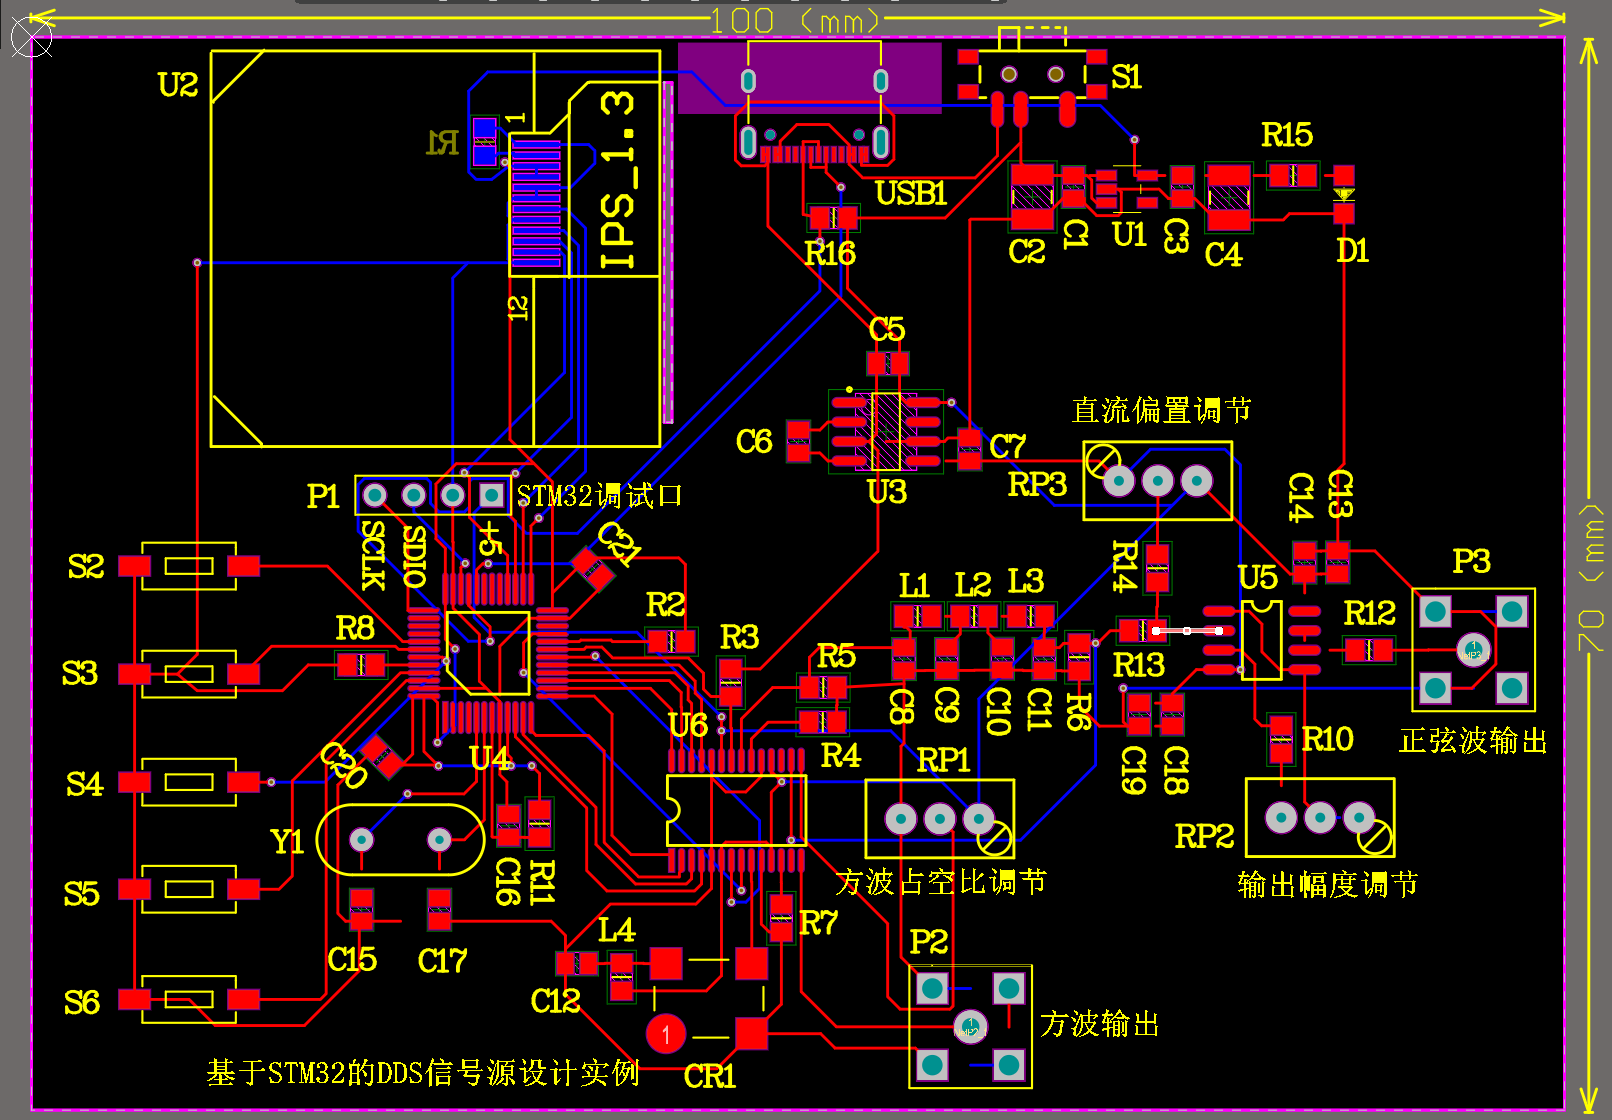 100 (mm)
U2
R1
1
IPS_1.3
12
USB1
S1
R15
R16
C2
C1
U1
C3
C4
D1
C5
直流偏置调节
C6
C7
RP3
U3
C14
C13
P1
STM32调试口
SCLK
SDIO
+5
C21
70 (mm)
S2
R14
U5
P3
L1
L2
L3
R2
R8
R3
R12
S3
R5
R13
C8
C9
C10
C11
R6
U6
R4
RP1
C19
C18
R10
正弦波输出
C20
U4
S4
Y1
RP2
C16
R11
方波占空比调节
输出幅度调节
S5
L4
R7
P2
C15
C17
S6
C12
1
方波输出
CR1
基于STM32的DDS信号源设计实例